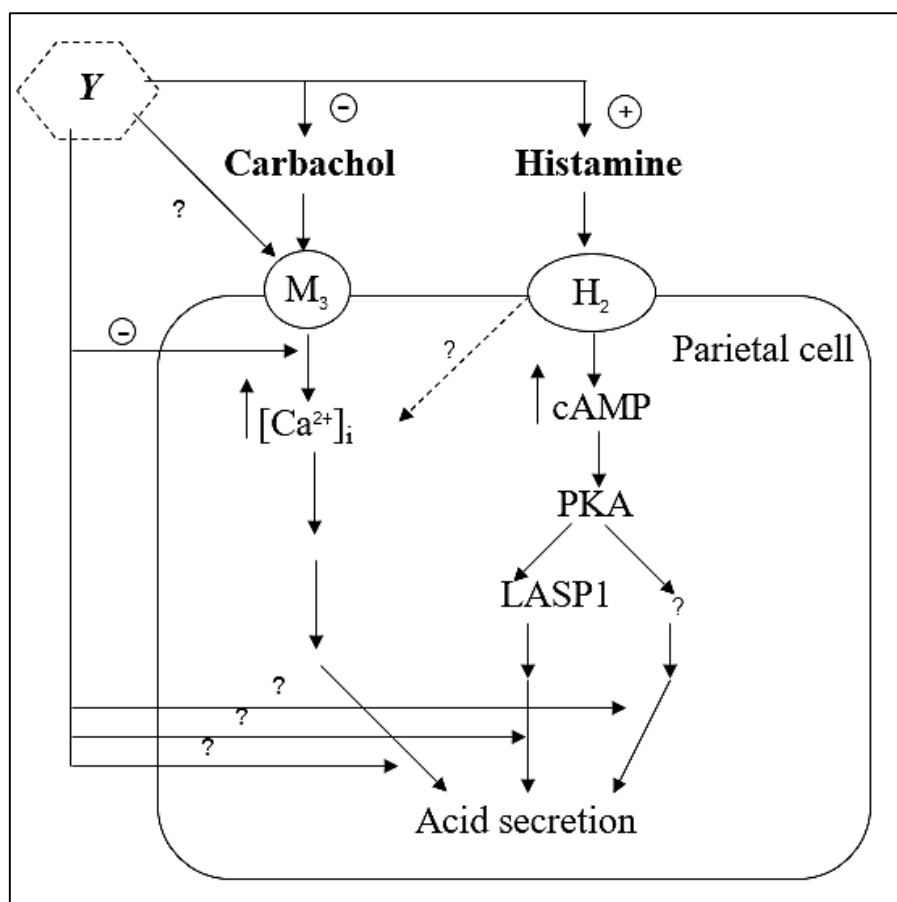 Y
−
+
Carbachol
Histamine
?
M₃
H₂
−
?
Parietal cell
[Ca²⁺]ᵢ
cAMP
PKA
LASP1
?
?
?
?
Acid secretion